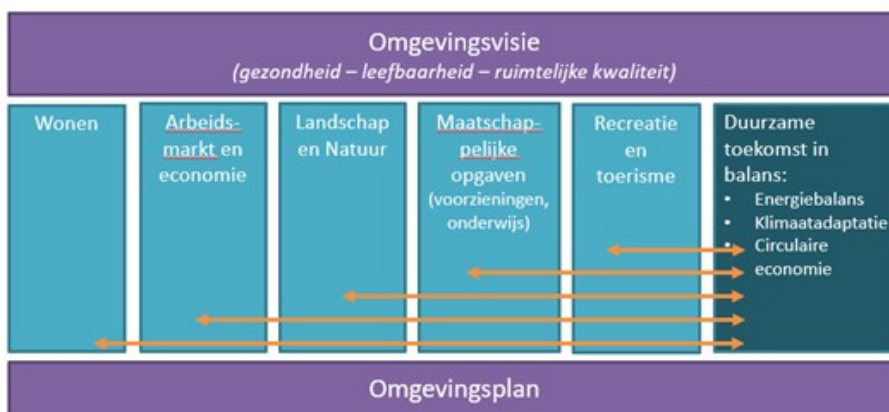 Omgevingsvisie
(gezondheid – leefbaarheid – ruimtelijke kwaliteit)
Wonen
Arbeids-
markt en
economie
Landschap
en Natuur
Maatschap-
pelijke
opgaven
(voorzieningen,
onderwijs)
Recreatie
en
toerisme
Duurzame
toekomst in
balans:
• Energiebalans
• Klimaatadaptatie
• Circulaire
economie
Omgevingsplan